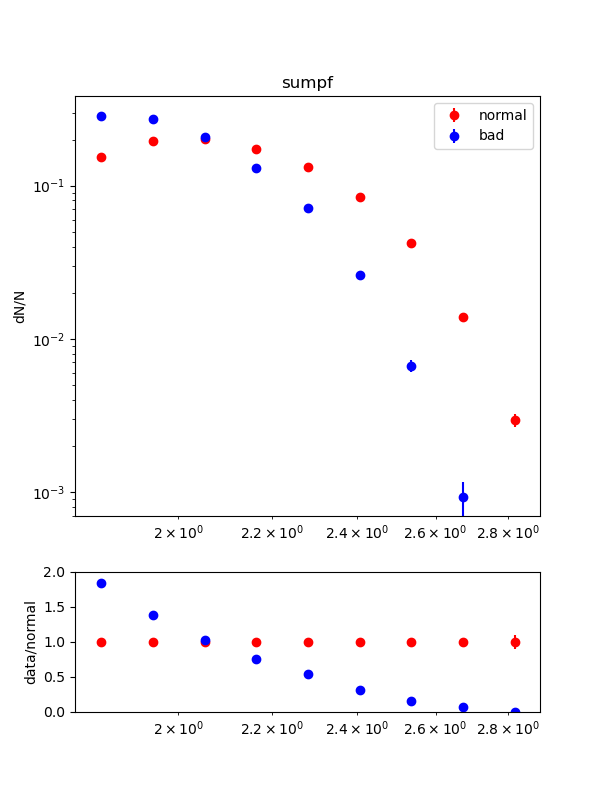 sumpf
normal
bad
dN/N
10⁻¹
10⁻²
10⁻³
2 × 10⁰ 2.2 × 10⁰ 2.4 × 10⁰ 2.6 × 10⁰ 2.8 × 10⁰
data/normal
2.0
1.5
1.0
0.5
0.0
2 × 10⁰ 2.2 × 10⁰ 2.4 × 10⁰ 2.6 × 10⁰ 2.8 × 10⁰